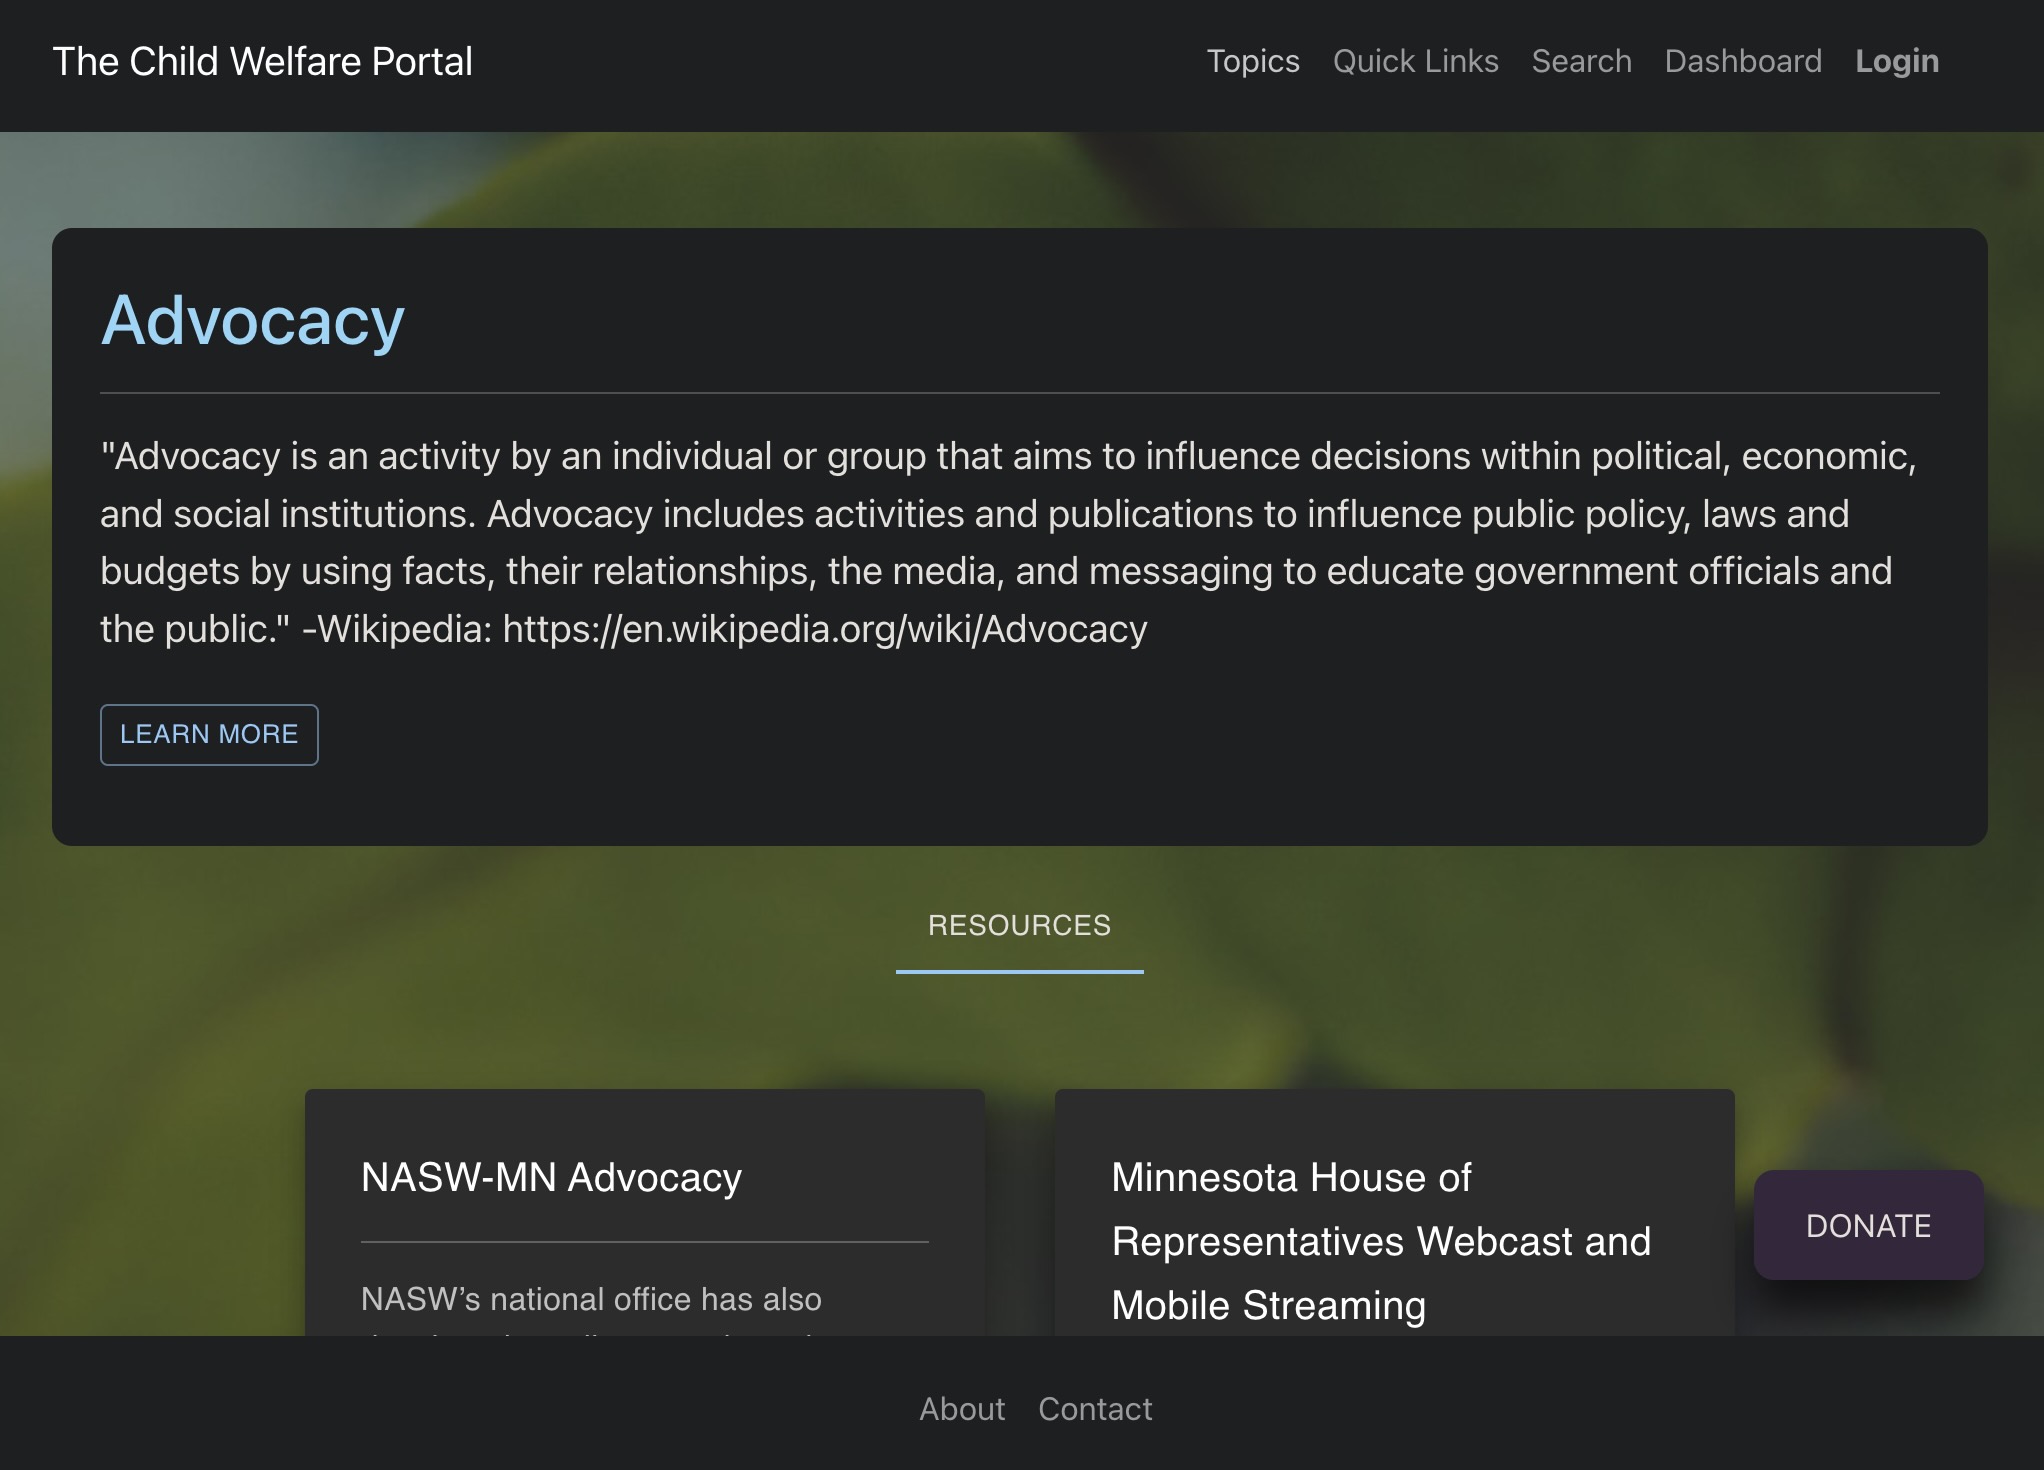 The Child Welfare Portal
Topics Quick Links Search Dashboard Login
Advocacy
"Advocacy is an activity by an individual or group that aims to influence decisions within political, economic,
and social institutions. Advocacy includes activities and publications to influence public policy, laws and
budgets by using facts, their relationships, the media, and messaging to educate government officials and
the public." -Wikipedia: https://en.wikipedia.org/wiki/Advocacy
LEARN MORE
RESOURCES
NASW-MN Advocacy
NASW’s national office has also
Minnesota House of
Representatives Webcast and
Mobile Streaming
DONATE
About Contact